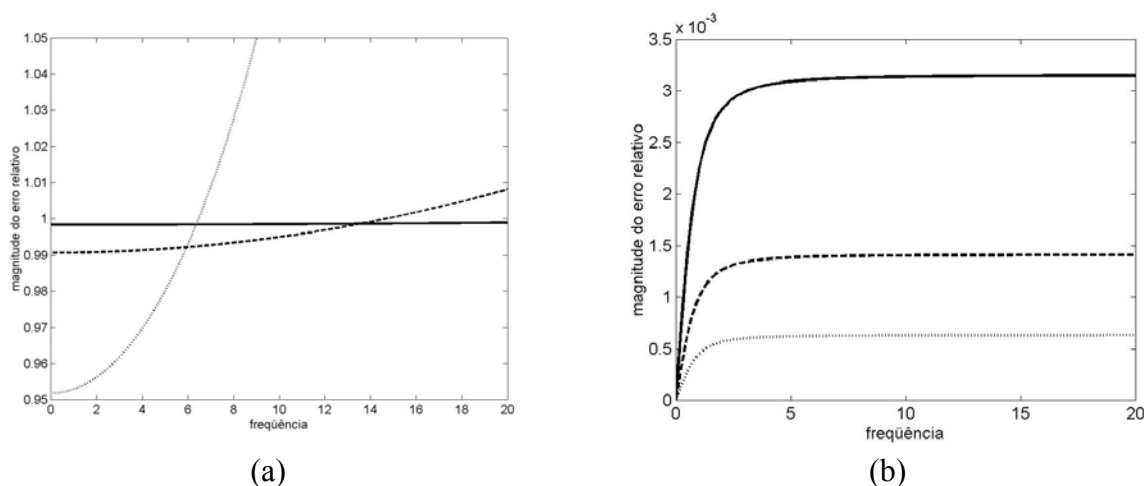 1.05
1.04
1.03
1.02
1.01
1
0.99
0.98
0.97
0.96
0.95
magnitude do erro relativo
0 2 4 6 8 10 12 14 16 18 20
freqüência
(a)
x 10⁻³
3.5
3
2.5
2
1.5
1
0.5
0
magnitude do erro relativo
0 5 10 15 20
freqüência
(b)